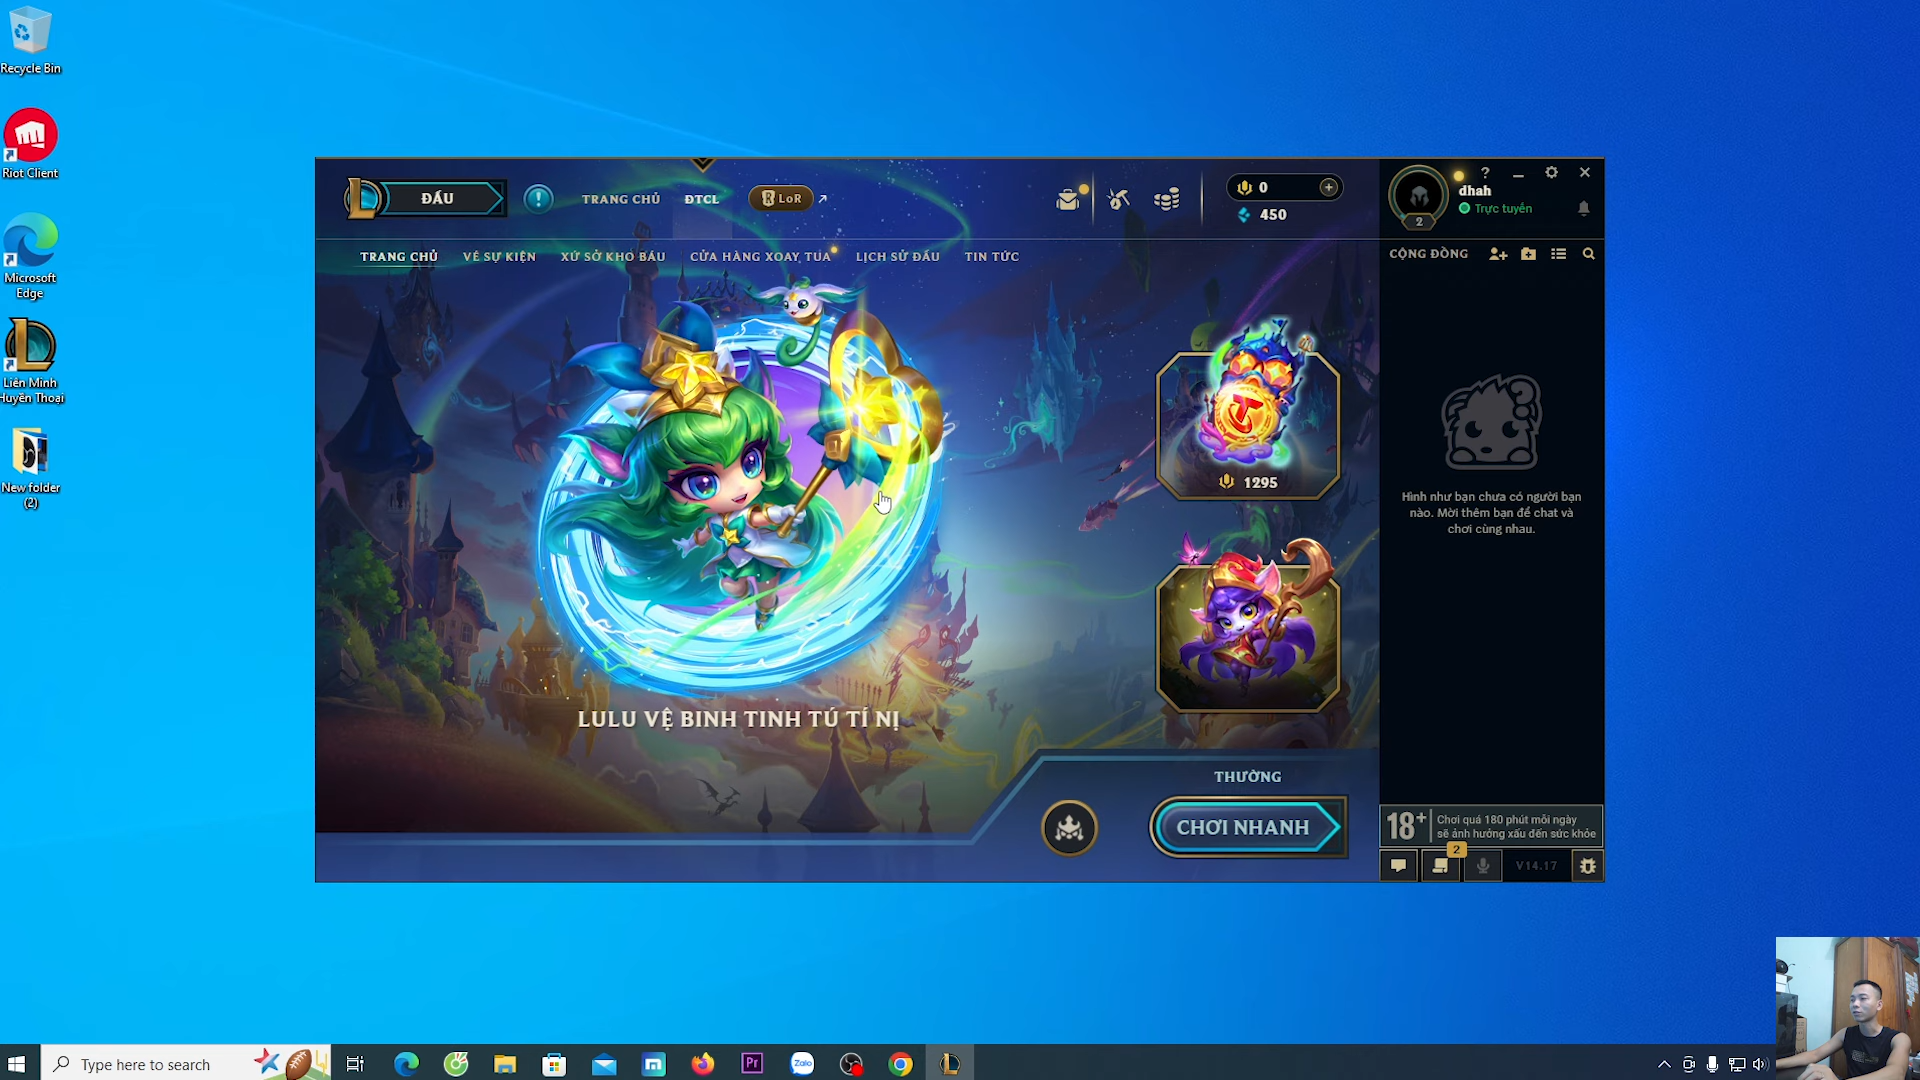 Recycle Bin
Riot Client
Microsoft
Edge
Liên Minh
Huyền Thoại
New folder
(2)
ĐẤU
TRANG CHỦ
ĐTCL
LoR
0
450
dhah
Trực tuyến
2
TRANG CHỦ
VÉ SỰ KIỆN
XỨ SỞ KHO BÁU
CỬA HÀNG XOAY TUA
LỊCH SỬ ĐẤU
TIN TỨC
CỘNG ĐỒNG
1295
Hình như bạn chưa có người bạn
nào. Mời thêm bạn để chat và
chơi cùng nhau.
LULU VỆ BINH TINH TÚ TÍ NỊ
THƯỜNG
CHƠI NHANH
18+
Chơi quá 180 phút mỗi ngày
sẽ ảnh hưởng xấu đến sức khỏe
2
V14.17
Type here to search
Pr
Zalo